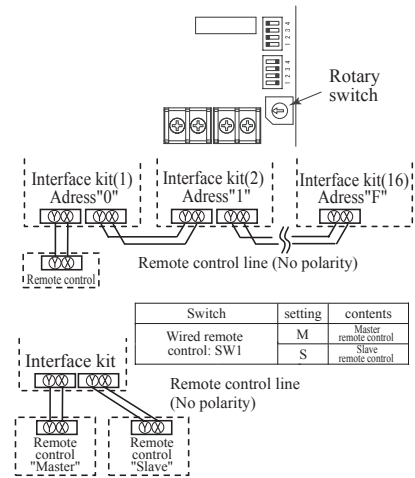 1 2 3 4
1 2 3 4
Rotary
switch
Interface kit(1)
Adress"0"
Interface kit(2)
Adress"1"
Interface kit(16)
Adress"F"
X Y X Y
X Y X Y
X Y
X Y
Remote control
Remote control line (No polarity)
Switch setting contents
Wired remote control: SW1 M Master remote control
S Slave remote control
Interface kit
X Y X Y
Remote control line
(No polarity)
X Y
Remote
control
"Master"
X Y
Remote
control
"Slave"